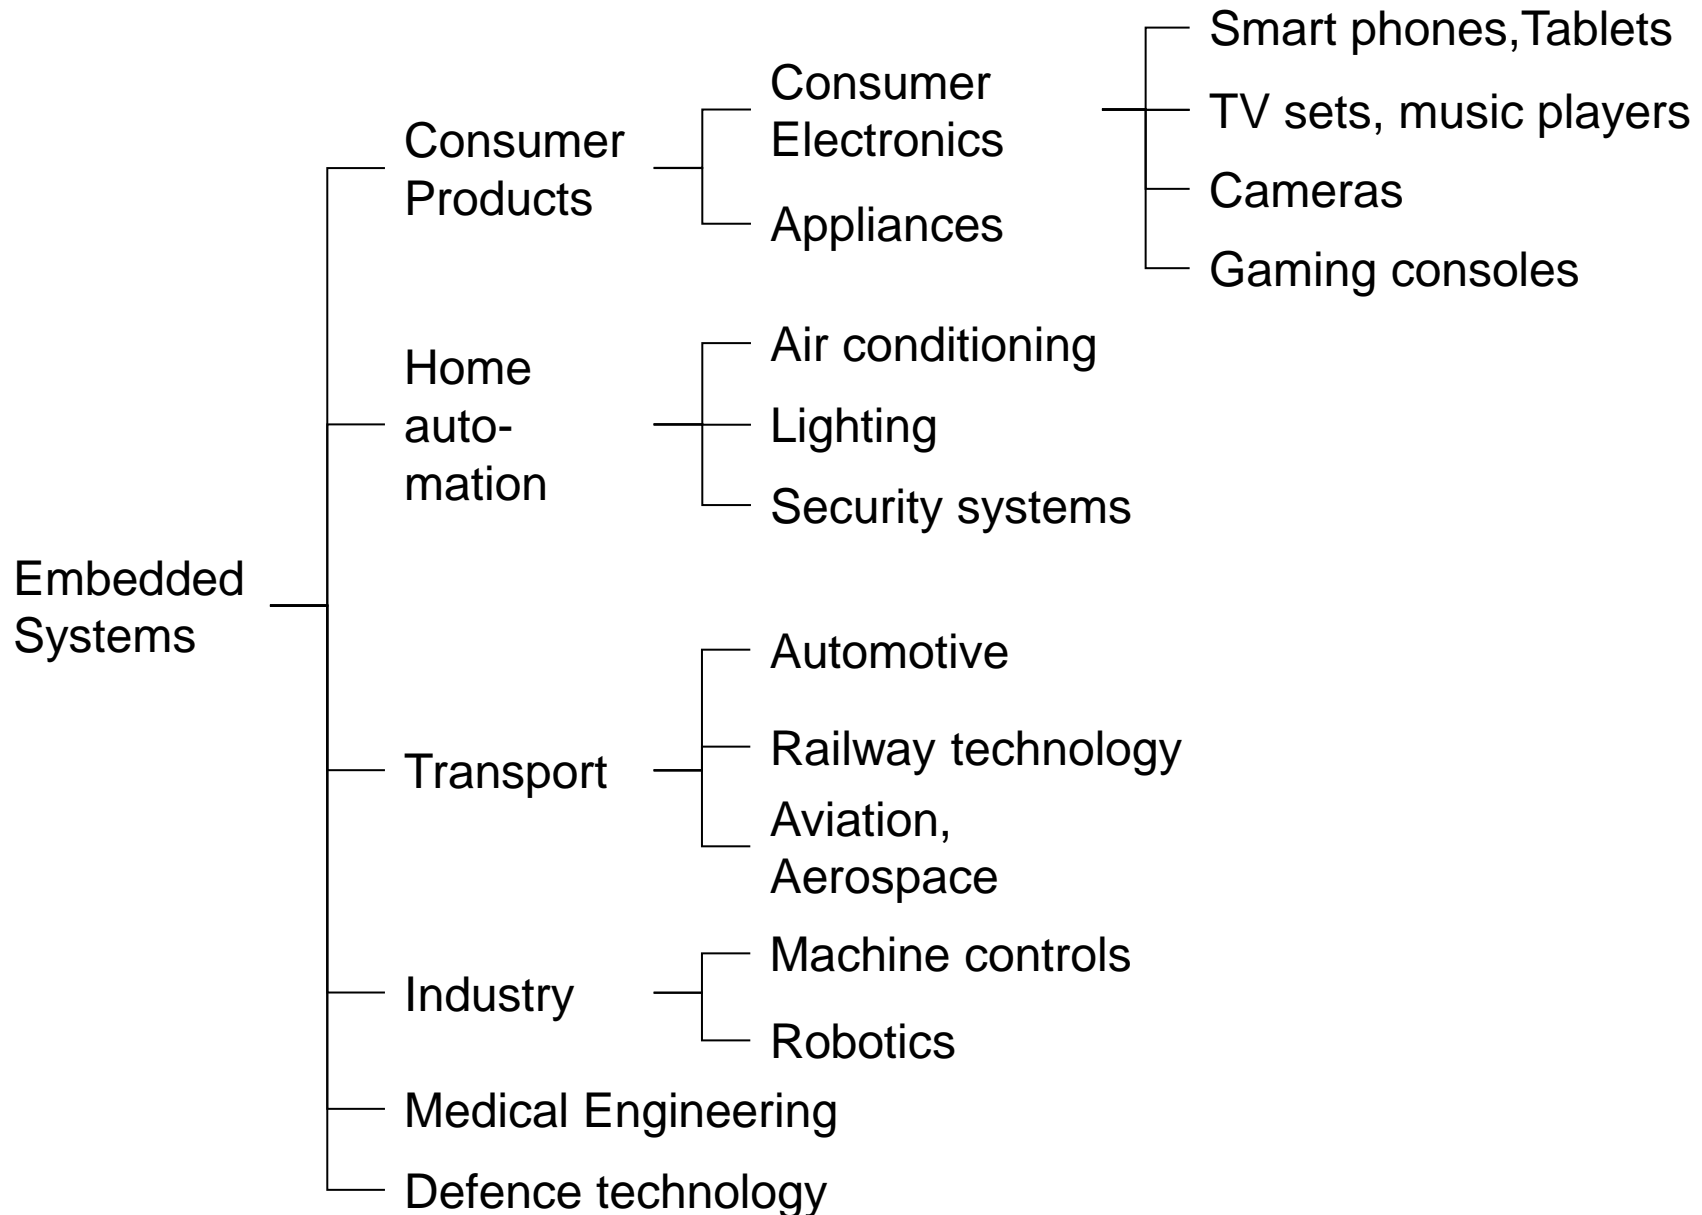 Embedded
Systems
Consumer
Products
Consumer
Electronics
Smart phones,Tablets
TV sets, music players
Cameras
Gaming consoles
Appliances
Home
auto-
mation
Air conditioning
Lighting
Security systems
Transport
Automotive
Railway technology
Aviation,
Aerospace
Industry
Machine controls
Robotics
Medical Engineering
Defence technology